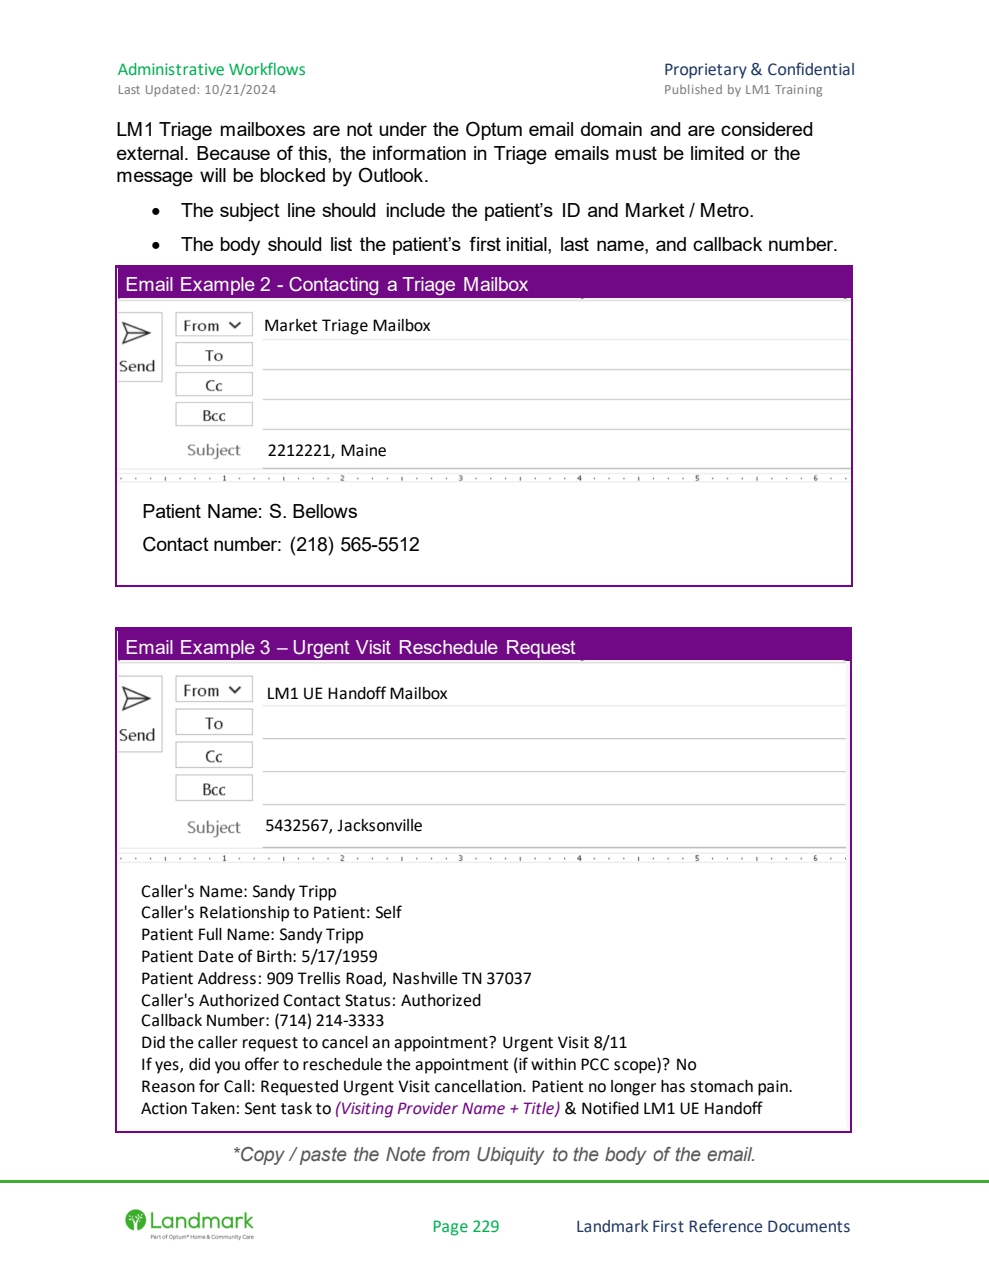 Administrative Workflows
Proprietary & Confidential
Last Updated: 10/21/2024
Published by LM1 Training
LM1 Triage mailboxes are not under the Optum email domain and are considered
external. Because of this, the information in Triage emails must be limited or the
message will be blocked by Outlook.
• The subject line should include the patient's ID and Market / Metro.
• The body should list the patient's first initial, last name, and callback number.
Email Example 2 - Contacting a Triage Mailbox
Send
From Market Triage Mailbox
To
Cc
Bcc
Subject 2212221, Maine
1 2 3 4 5 6
Patient Name: S. Bellows
Contact number: (218) 565-5512
Email Example 3 – Urgent Visit Reschedule Request
Send
From LM1 UE Handoff Mailbox
To
Cc
Bcc
Subject 5432567, Jacksonville
1 2 3 4 5 6
Caller's Name: Sandy Tripp
Caller's Relationship to Patient: Self
Patient Full Name: Sandy Tripp
Patient Date of Birth: 5/17/1959
Patient Address: 909 Trellis Road, Nashville TN 37037
Caller's Authorized Contact Status: Authorized
Callback Number: (714) 214-3333
Did the caller request to cancel an appointment? Urgent Visit 8/11
If yes, did you offer to reschedule the appointment (if within PCC scope)? No
Reason for Call: Requested Urgent Visit cancellation. Patient no longer has stomach pain.
Action Taken: Sent task to (Visiting Provider Name + Title) & Notified LM1 UE Handoff
*Copy / paste the Note from Ubiquity to the body of the email.
Landmark
Part of Optum® Home & Community Care
Page 229
Landmark First Reference Documents